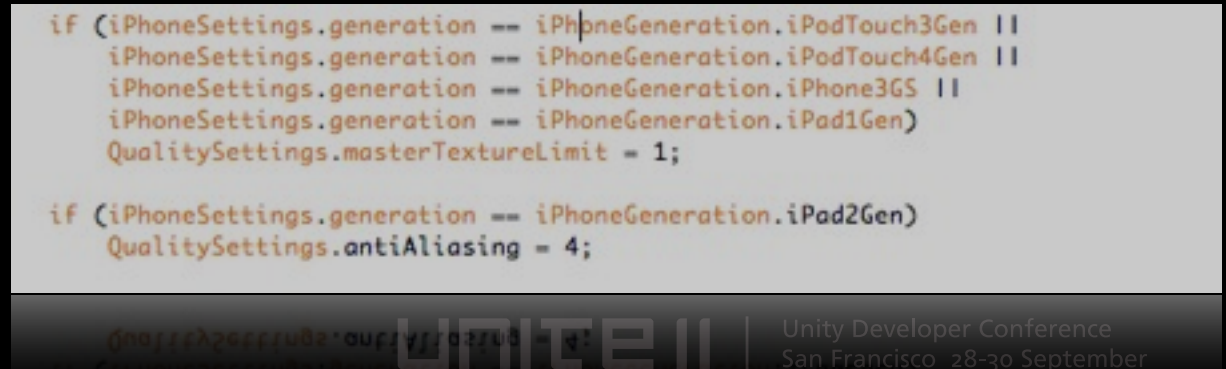 if (iPhoneSettings.generation == iPhoneGeneration.iPodTouch3Gen ||
iPhoneSettings.generation == iPhoneGeneration.iPodTouch4Gen ||
iPhoneSettings.generation == iPhoneGeneration.iPhone3GS ||
iPhoneSettings.generation == iPhoneGeneration.iPad1Gen)
QualitySettings.masterTextureLimit = 1;
if (iPhoneSettings.generation == iPhoneGeneration.iPad2Gen)
QualitySettings.antiAliasing = 4;
UNITE 11
Unity Developer Conference
San Francisco 28-30 September